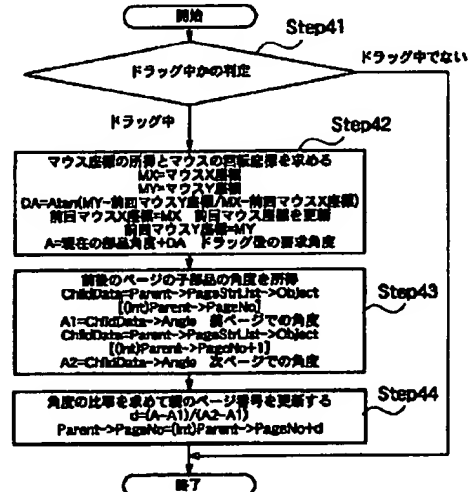 開始
Step41
ドラッグ中かの判定
ドラッグ中でない
ドラッグ中
Step42
マウス座標の所得とマウスの回転座標を求める
MX=マウスX座標
MY=マウスY座標
DA=Atan(MY-前回マウスY座標/MX-前回マウスX座標)
前回マウスX座標=MX 前回マウス座標を更新
前回マウスY座標=MY
A=現在の部品角度+DA ドラッグ後の要求角度
Step43
前後のページの子部品の角度を所得
ChildData=Parent->PageStrList->Object
[(Int)Parent->PageNo]
A1=ChildData->Angle 前ページでの角度
ChildData=Parent->PageStrList->Object
[(Int)Parent->PageNo+1]
A2=ChildData->Angle 次ページでの角度
Step44
角度の比率を求めて親のページ番号を更新する
d=(A-A1)/(A2-A1)
Parent->PageNo=(Int)Parent->PageNo+d
終了